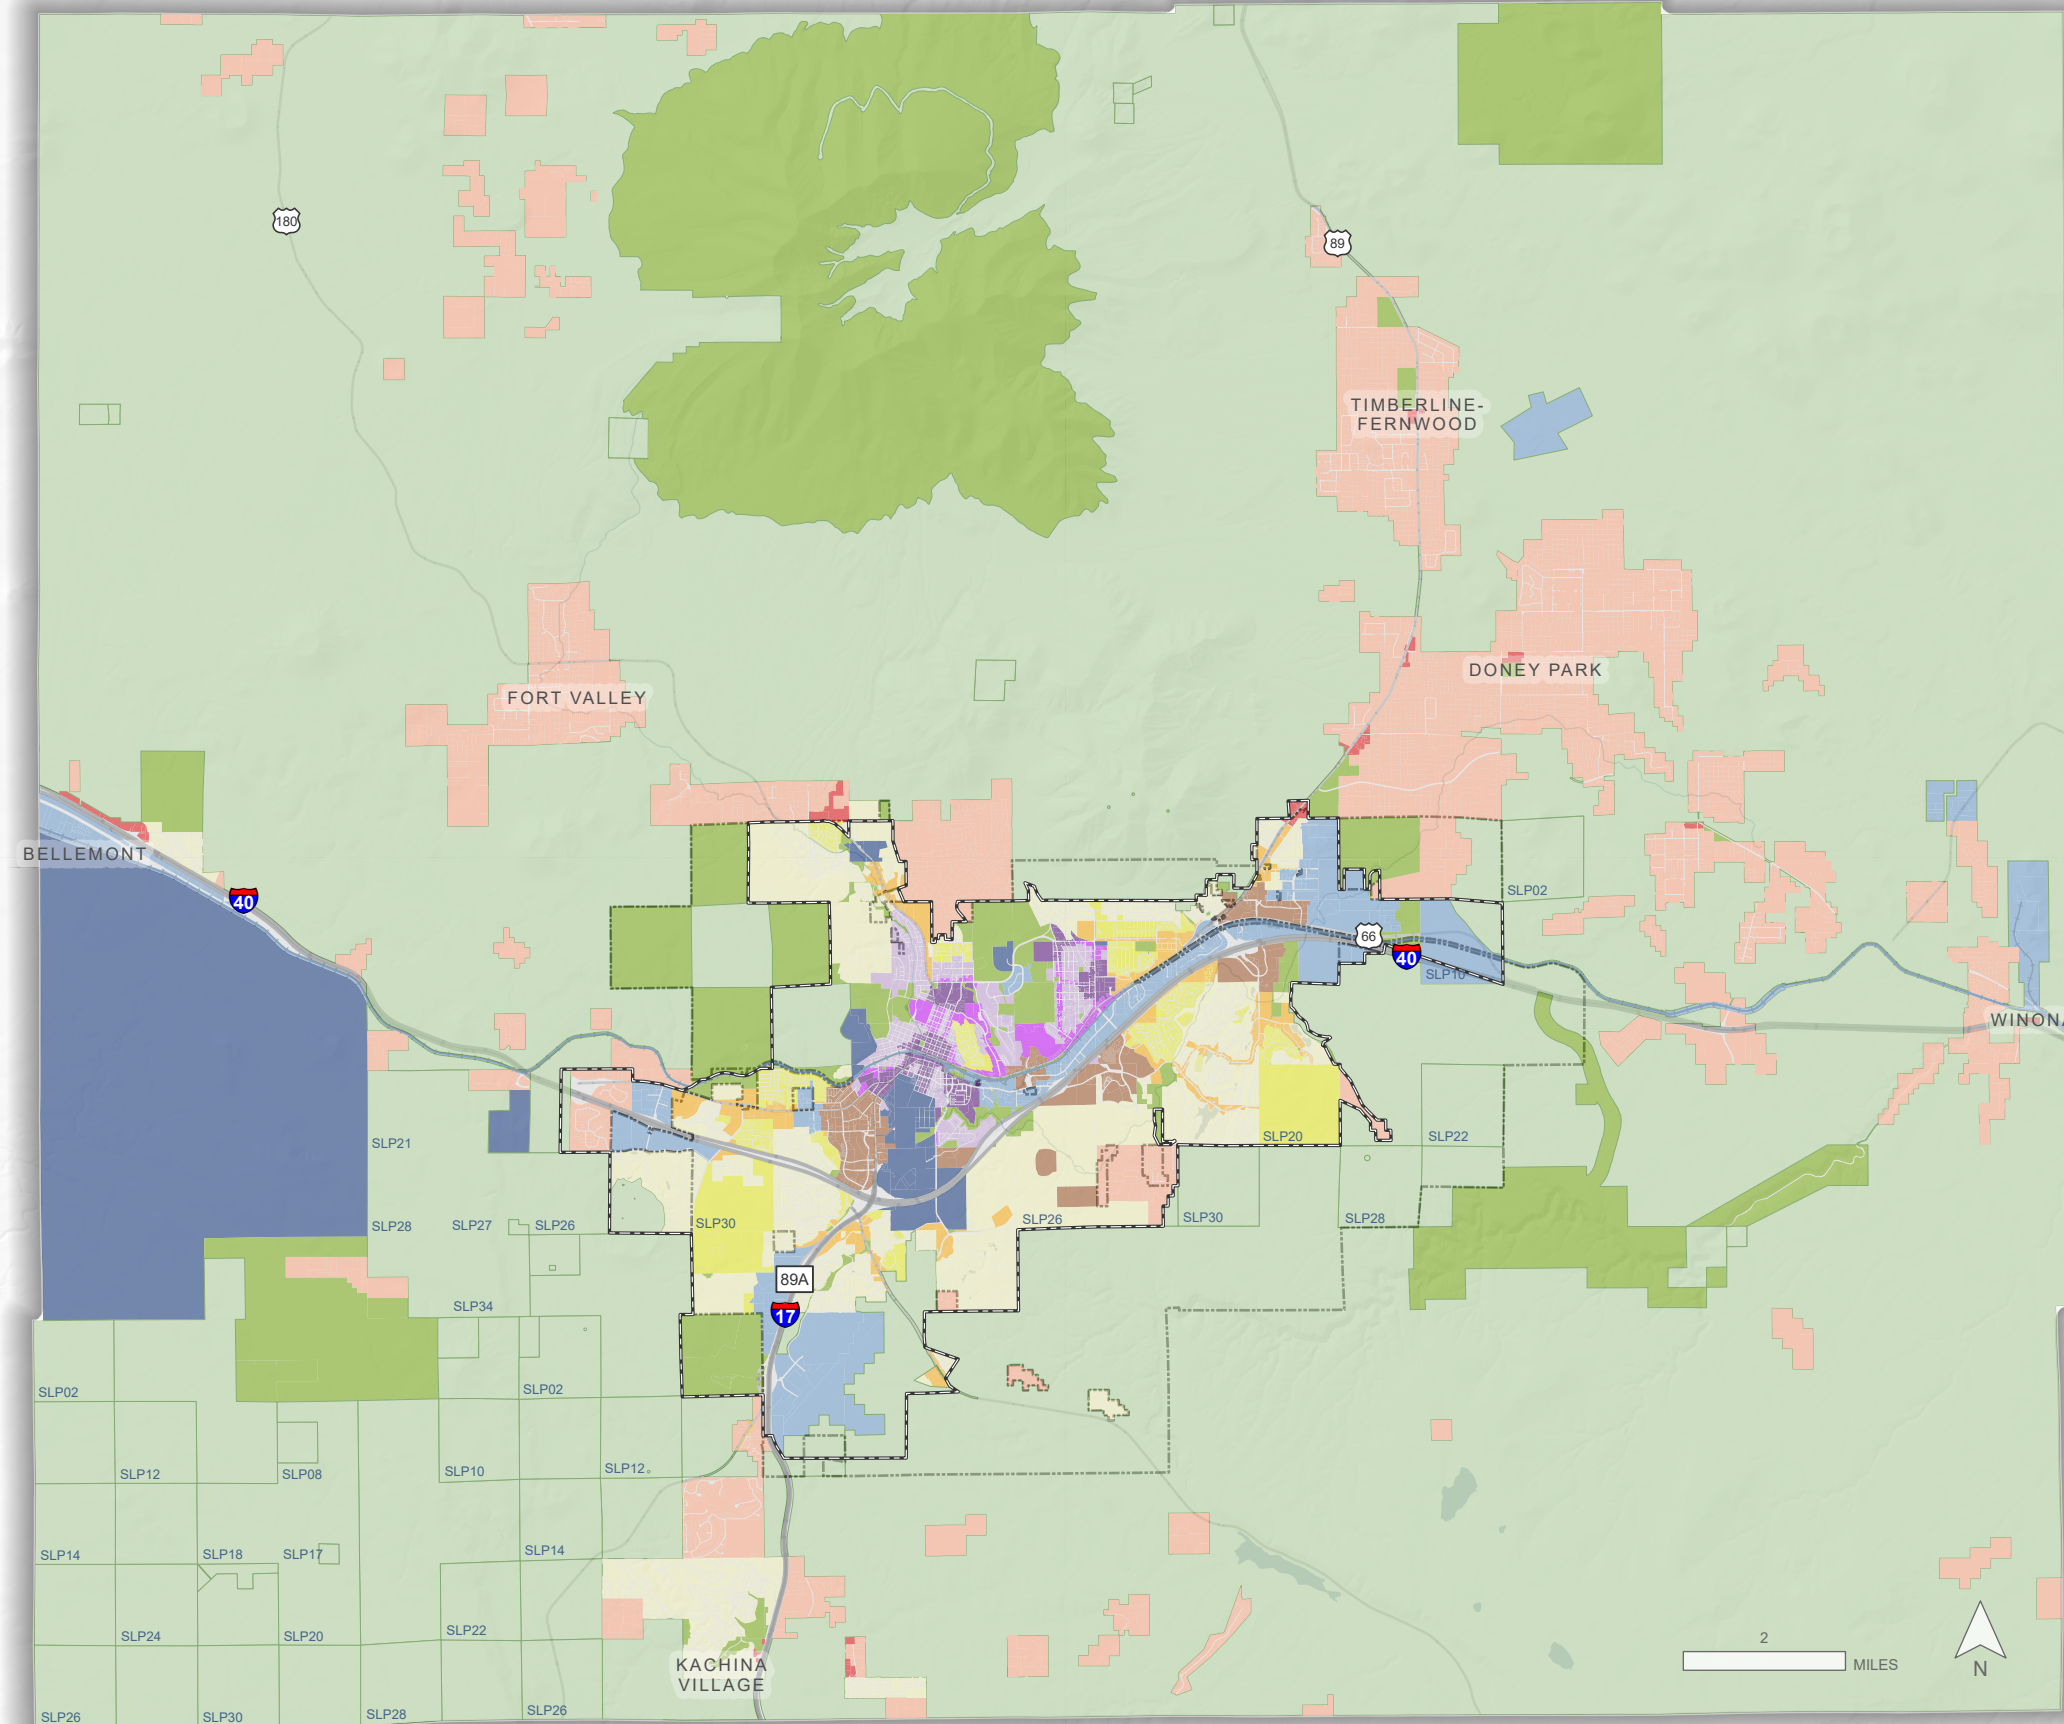 180
89
TIMBERLINE-
FERNWOOD
DONEY PARK
FORT VALLEY
BELLEMONT
40
SLP02
66
40
SLP10
WINONA
SLP21
SLP20
SLP22
SLP28
SLP27
SLP26
SLP30
SLP26
SLP30
SLP28
89A
17
SLP34
SLP02
SLP02
SLP12
SLP08
SLP10
SLP12
SLP14
SLP18
SLP17
SLP14
SLP24
SLP20
SLP22
KACHINA
VILLAGE
2
MILES
N
SLP26
SLP30
SLP28
SLP26